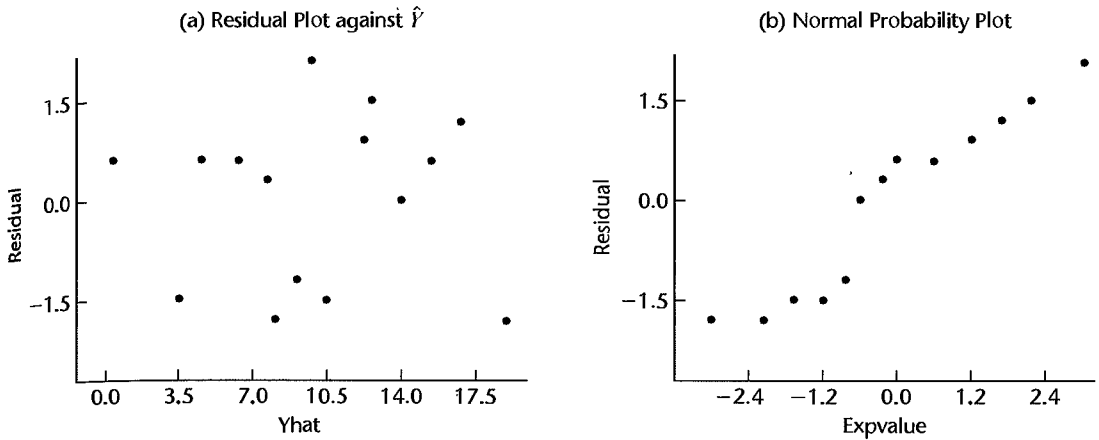 (a) Residual Plot against Ŷ
1.5
0.0
−1.5
Residual
0.0 3.5 7.0 10.5 14.0 17.5
Yhat
(b) Normal Probability Plot
1.5
0.0
−1.5
Residual
−2.4 −1.2 0.0 1.2 2.4
Expvalue